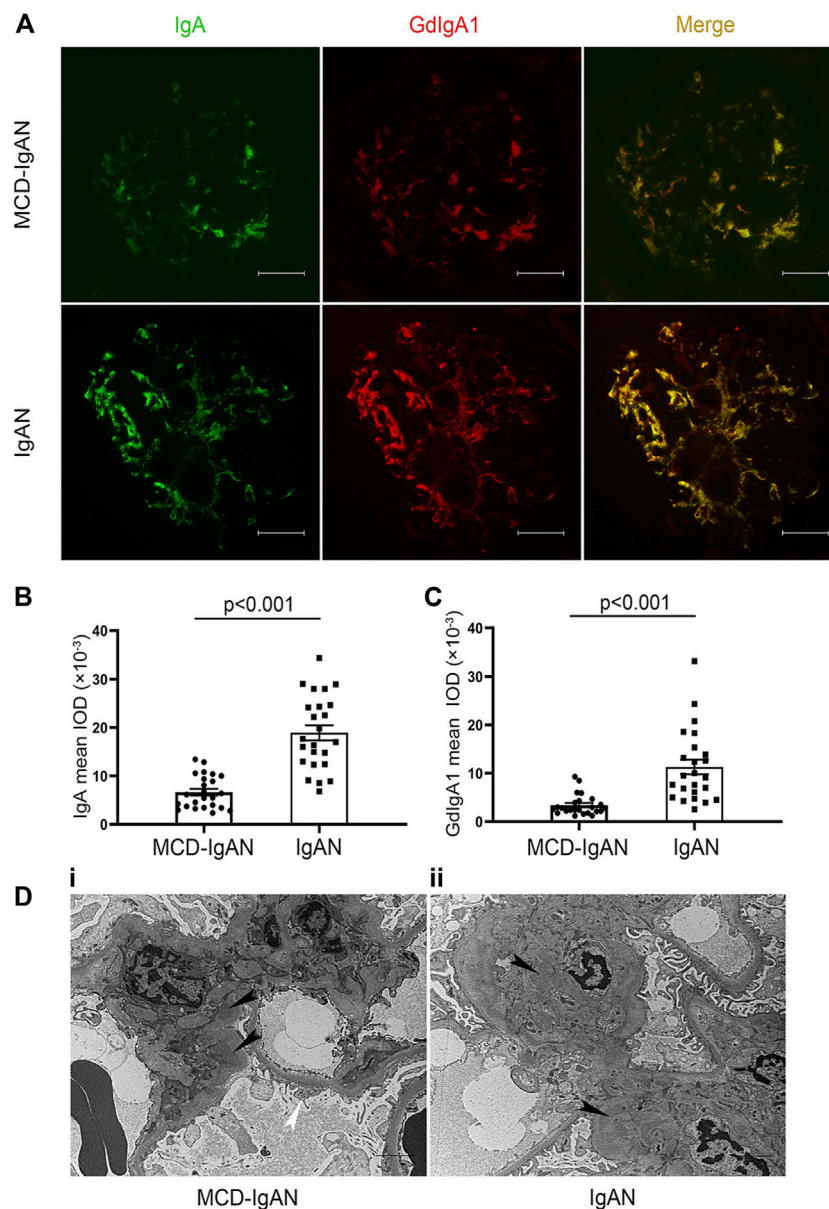 A
IgA
GdIgA1
Merge
MCD-IgAN
IgAN
B
p<0.001
IgA mean IOD (×10⁻³)
40
30
20
10
0
MCD-IgAN
IgAN
C
p<0.001
GdIgA1 mean IOD (×10⁻³)
40
30
20
10
0
MCD-IgAN
IgAN
D
i
ii
MCD-IgAN
IgAN